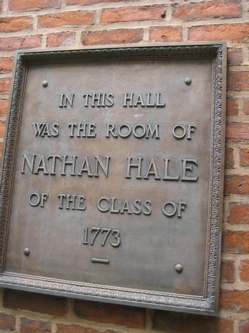 IN THIS HALL
WAS THE ROOM OF
NATHAN HALE
OF THE CLASS OF
1773